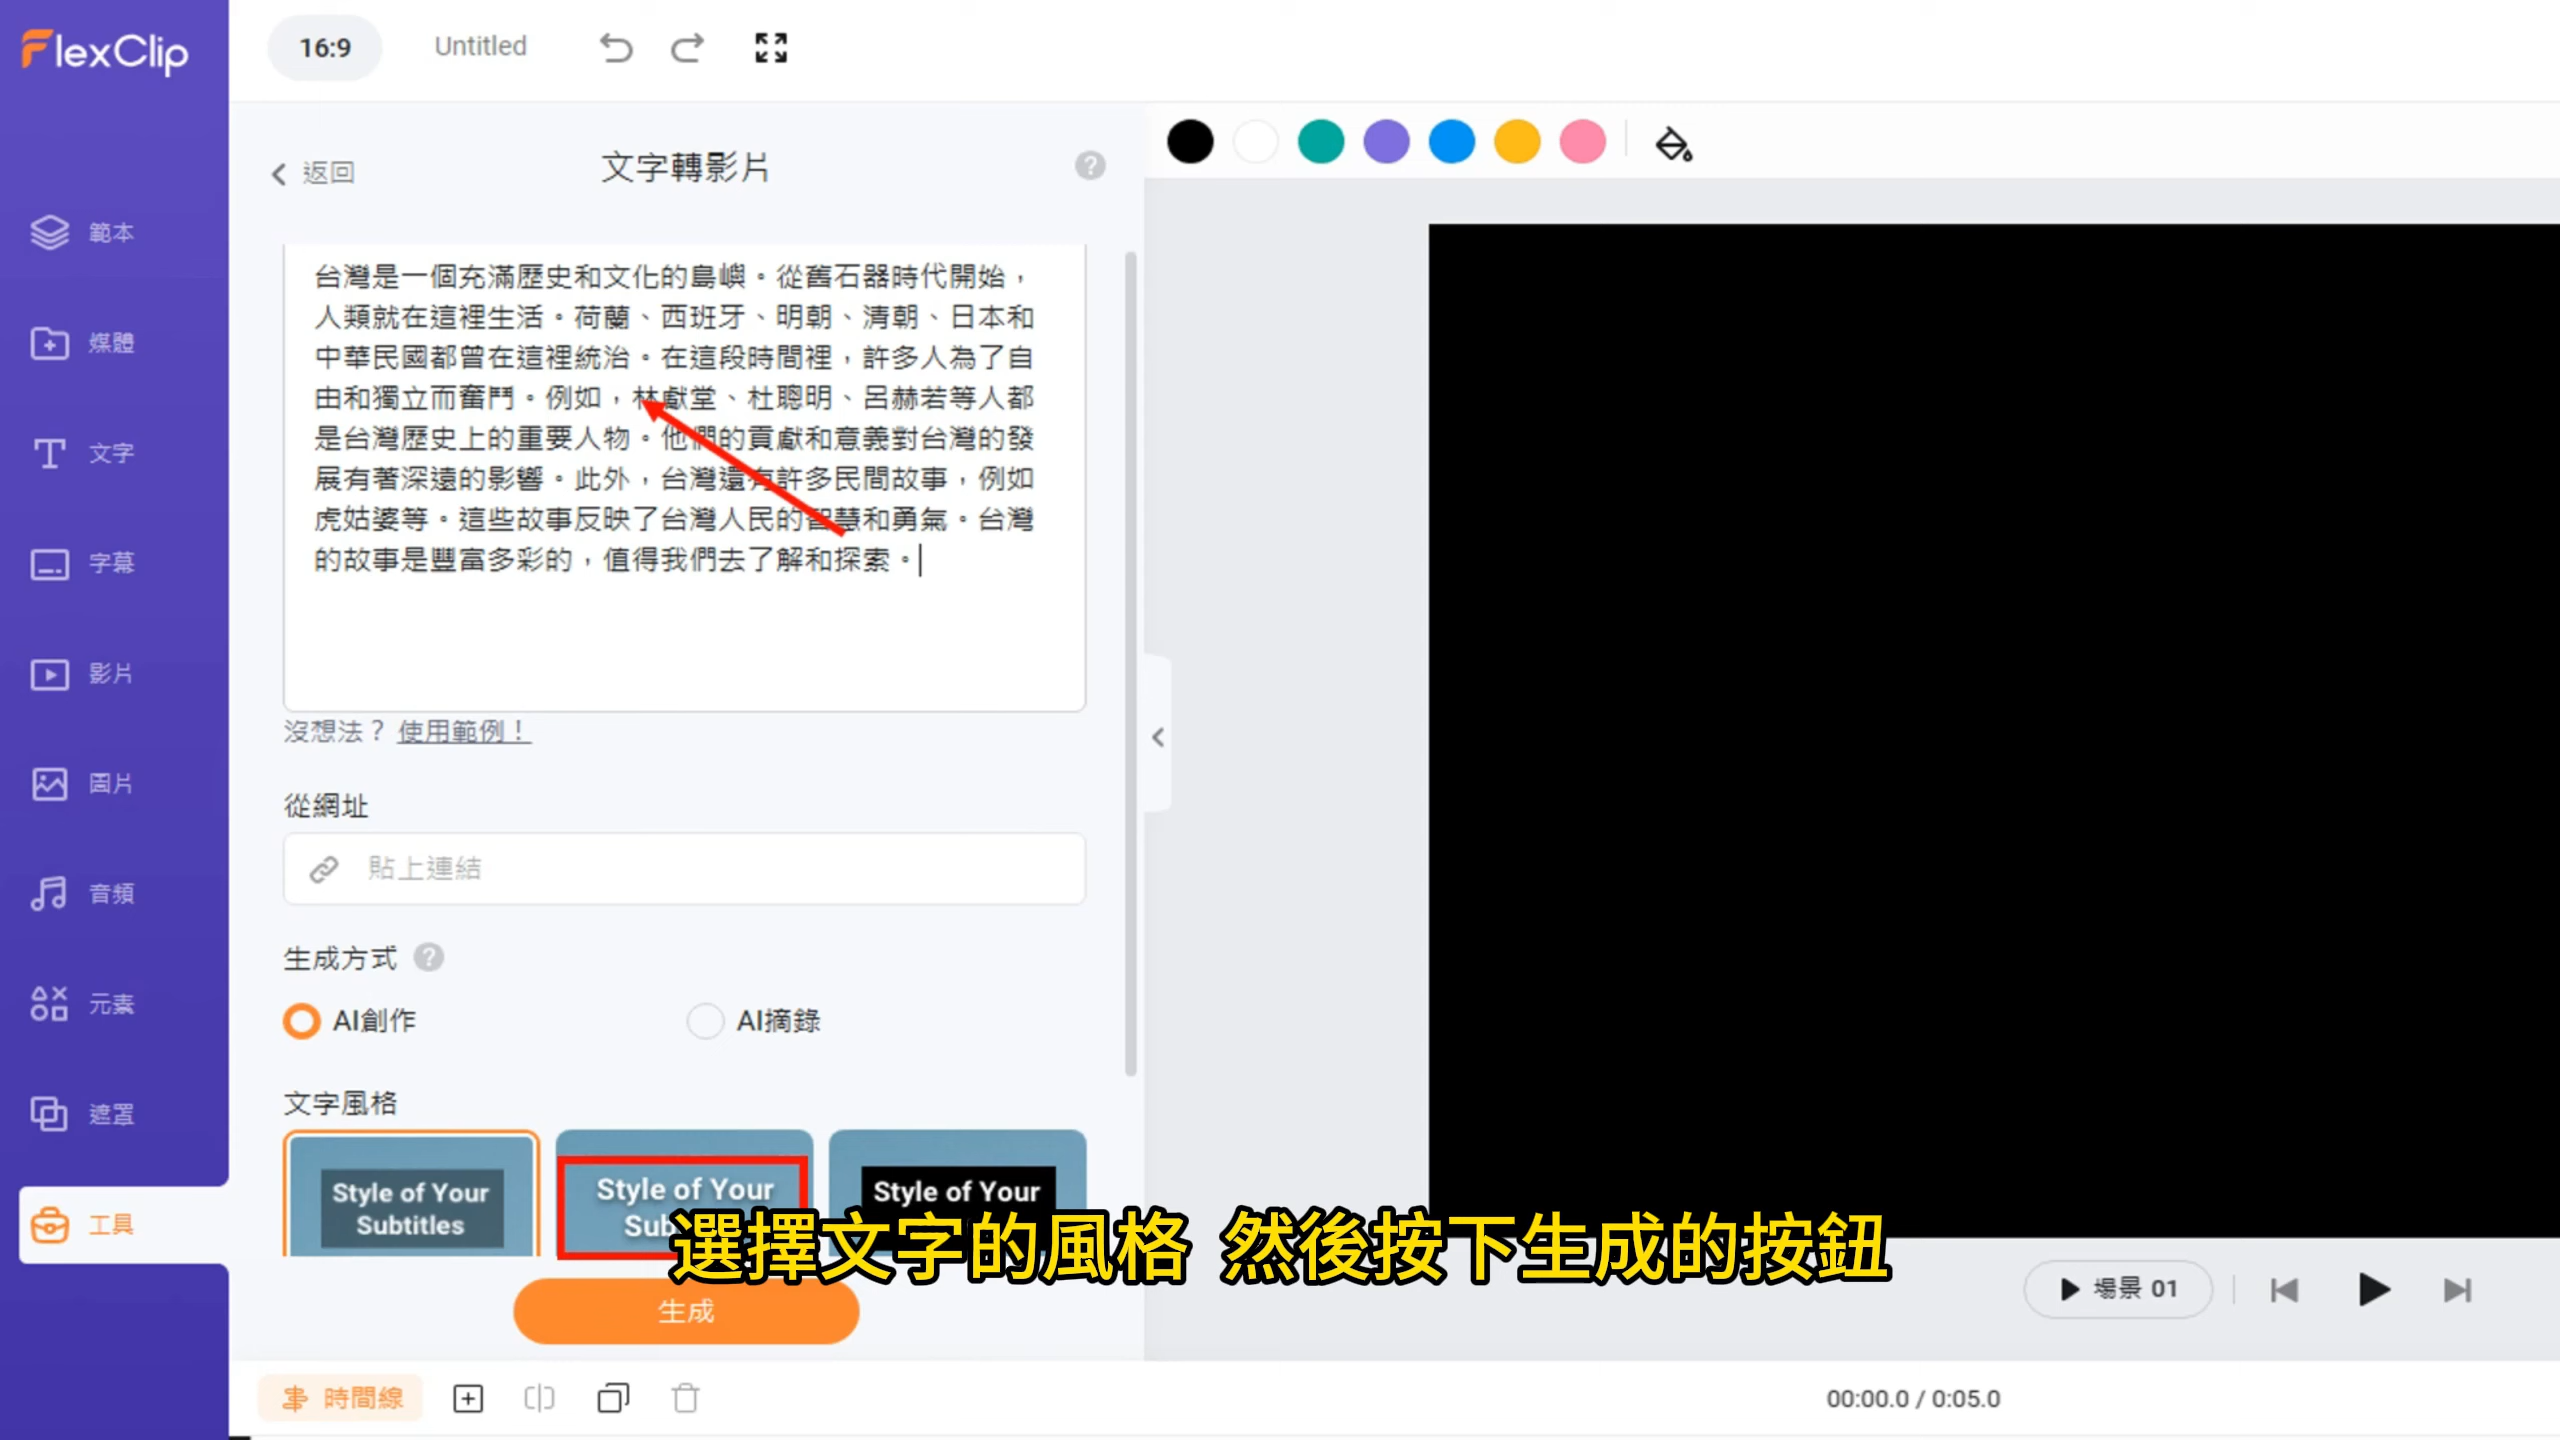 FlexClip
16:9
Untitled
返回
文字轉影片
?
範本
媒體
文字
字幕
影片
圖片
音頻
元素
遮罩
工具
台灣是一個充滿歷史和文化的島嶼。從舊石器時代開始，
人類就在這裡生活。荷蘭、西班牙、明朝、清朝、日本和
中華民國都曾在這裡統治。在這段時間裡，許多人為了自
由和獨立而奮鬥。例如，林獻堂、杜聰明、呂赫若等人都
是台灣歷史上的重要人物。他們的貢獻和意義對台灣的發
展有著深遠的影響。此外，台灣還有許多民間故事，例如
虎姑婆等。這些故事反映了台灣人民的智慧和勇氣。台灣
的故事是豐富多彩的，值得我們去了解和探索。
沒想法？ 使用範例！
從網址
貼上連結
生成方式 ?
AI創作
AI摘錄
文字風格
Style of Your
Subtitles
Style of Your
Sub
Style of Your
選擇文字的風格 然後按下生成的按鈕
生成
場景 01
時間線
00:00.0 / 0:05.0